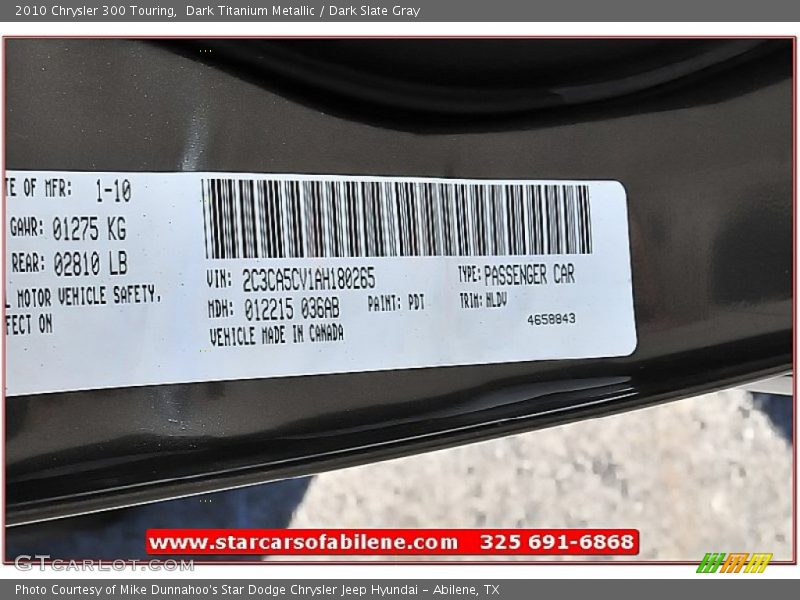 2010 Chrysler 300 Touring,  Dark Titanium Metallic / Dark Slate Gray
TE OF MFR: 1-10
GAWR: 01275 KG
REAR: 02810 LB
L MOTOR VEHICLE SAFETY,
FECT ON
VIN: 2C3CA5CV1AH180265
TYPE: PASSENGER CAR
MDH: 012215 036AB
PAINT: PDT
TRIM: HLDV
VEHICLE MADE IN CANADA
4658843
www.starcarsofabilene.com 325 691-6868
GTcarlot.com
Photo Courtesy of Mike Dunnahoo's Star Dodge Chrysler Jeep Hyundai - Abilene, TX